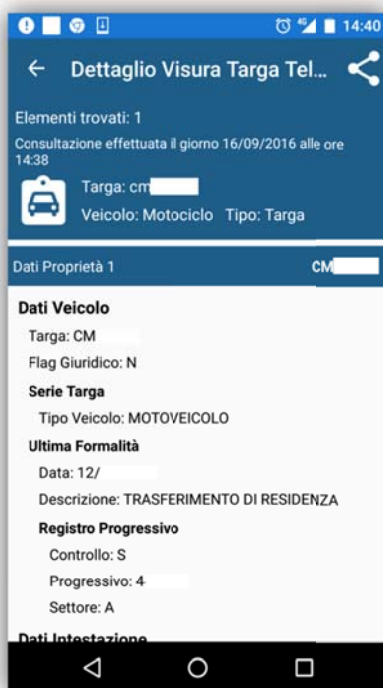 14:40
Dettaglio Visura Targa Tel...
Elementi trovati: 1
Consultazione effettuata il giorno 16/09/2016 alle ore
14:38
Targa: cm
Veicolo: Motociclo Tipo: Targa
Dati Proprietà 1 CM
Dati Veicolo
Targa: CM
Flag Giuridico: N
Serie Targa
Tipo Veicolo: MOTOVEICOLO
Ultima Formalità
Data: 12/
Descrizione: TRASFERIMENTO DI RESIDENZA
Registro Progressivo
Controllo: S
Progressivo: 4
Settore: A
Dati Intestazione